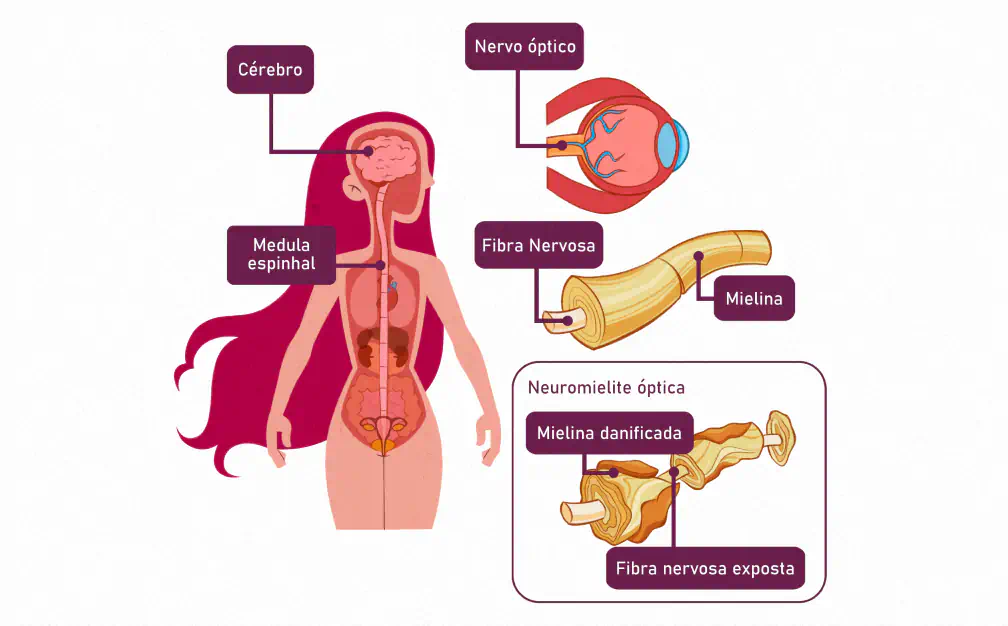 Cérebro
Nervo óptico
Medula
espinhal
Fibra Nervosa
Mielina
Neuromielite óptica
Mielina danificada
Fibra nervosa exposta